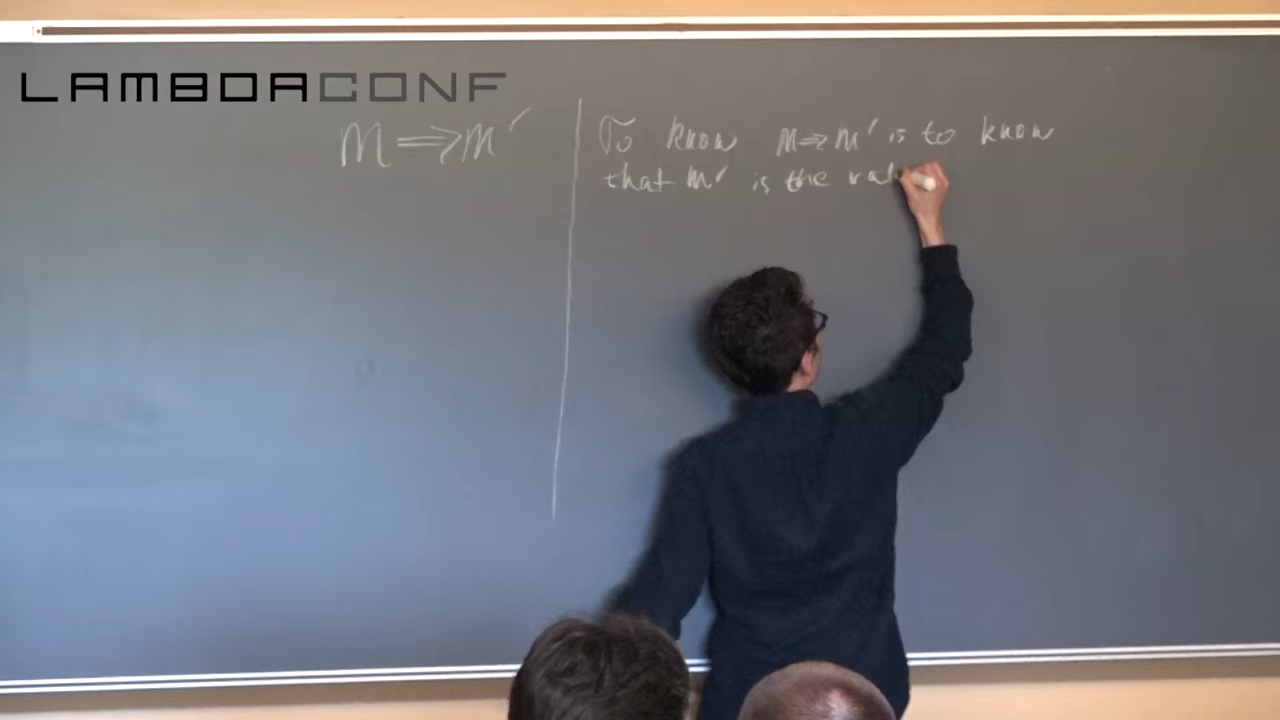 LAMBDACONF
M ⇒ M′
To know M ⇒ M′ is to know
that M′ is the val